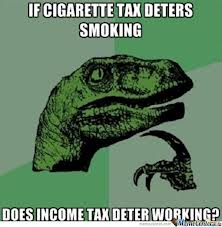 IF CIGARETTE TAX DETERS
SMOKING
DOES INCOME TAX DETER WORKING?